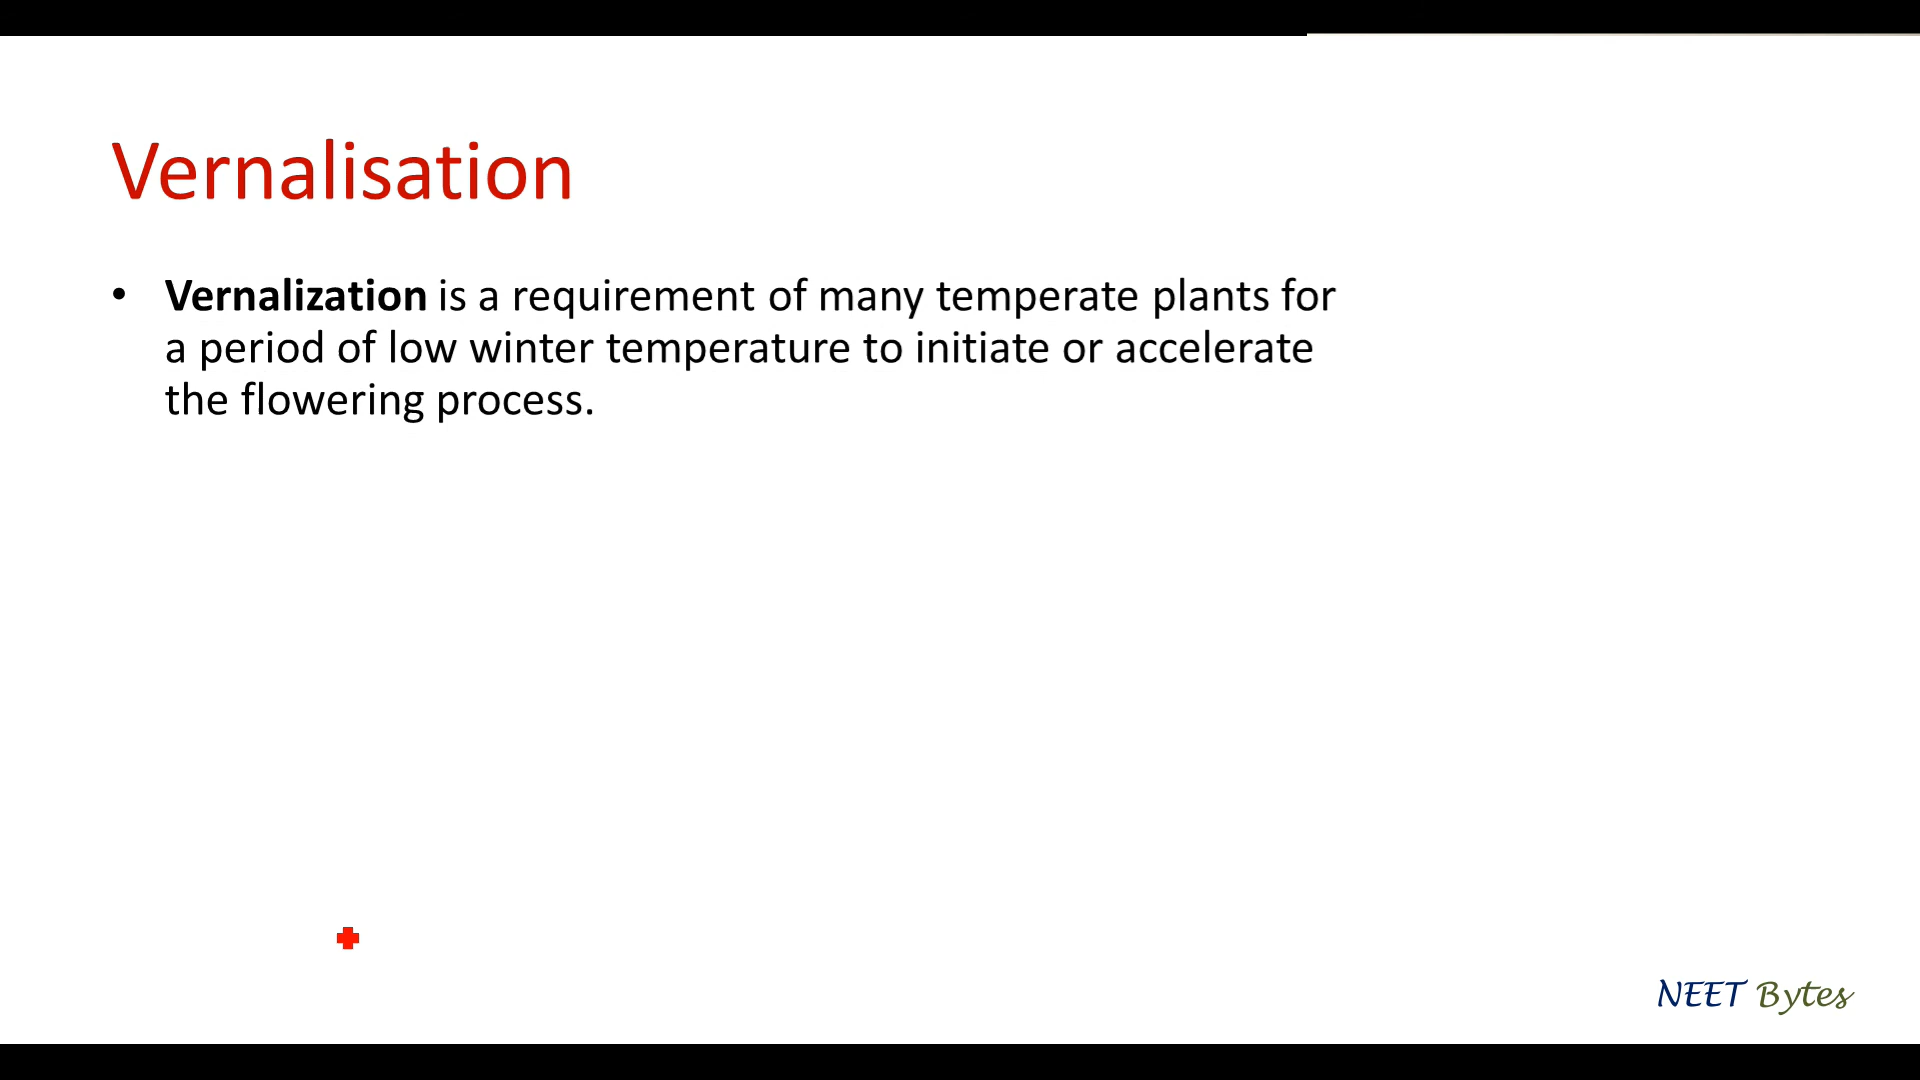 Vernalisation
• Vernalization is a requirement of many temperate plants for
a period of low winter temperature to initiate or accelerate
the flowering process.
NEET Bytes